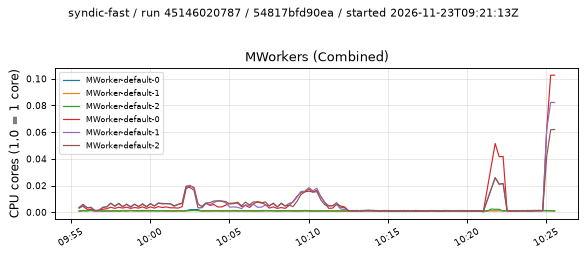 syndic-fast / run 45146020787 / 54817bfd90ea / started 2026-11-23T09:21:13Z
MWorkers (Combined)
CPU cores (1.0 = 1 core)
0.10
0.08
0.06
0.04
0.02
0.00
MWorker-default-0
MWorker-default-1
MWorker-default-2
MWorker-default-0
MWorker-default-1
MWorker-default-2
09:55
10:00
10:05
10:10
10:15
10:20
10:25